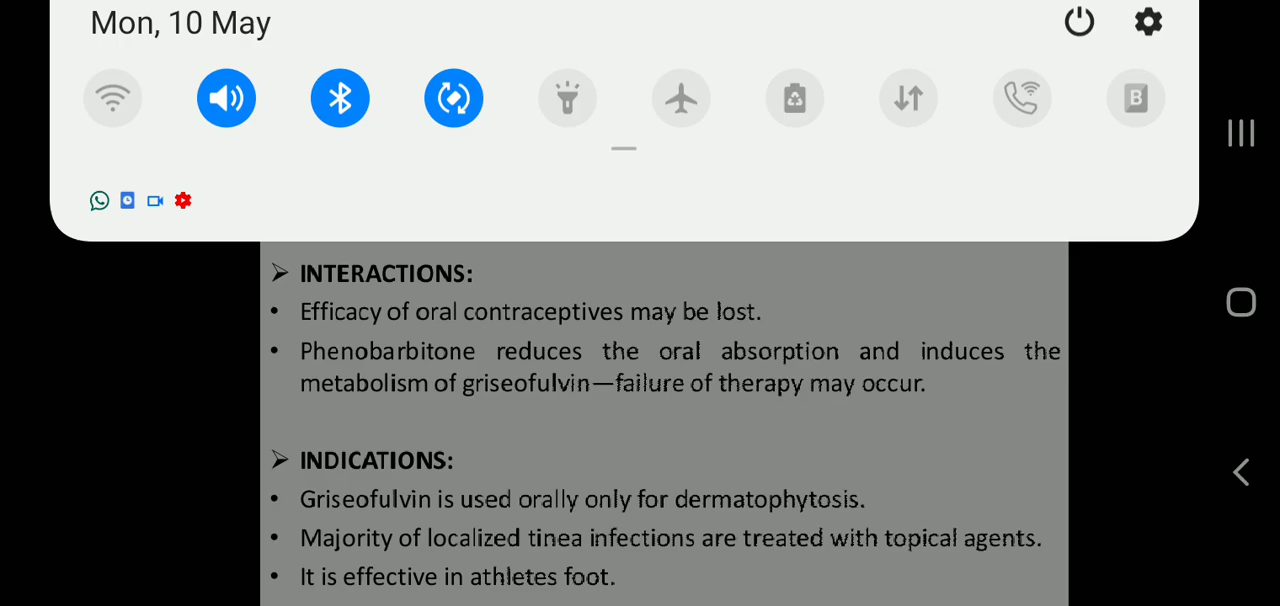 Mon, 10 May
B
➢ INTERACTIONS:
• Efficacy of oral contraceptives may be lost.
• Phenobarbitone reduces the oral absorption and induces the
metabolism of griseofulvin—failure of therapy may occur.
➢ INDICATIONS:
• Griseofulvin is used orally only for dermatophytosis.
• Majority of localized tinea infections are treated with topical agents.
• It is effective in athletes foot.